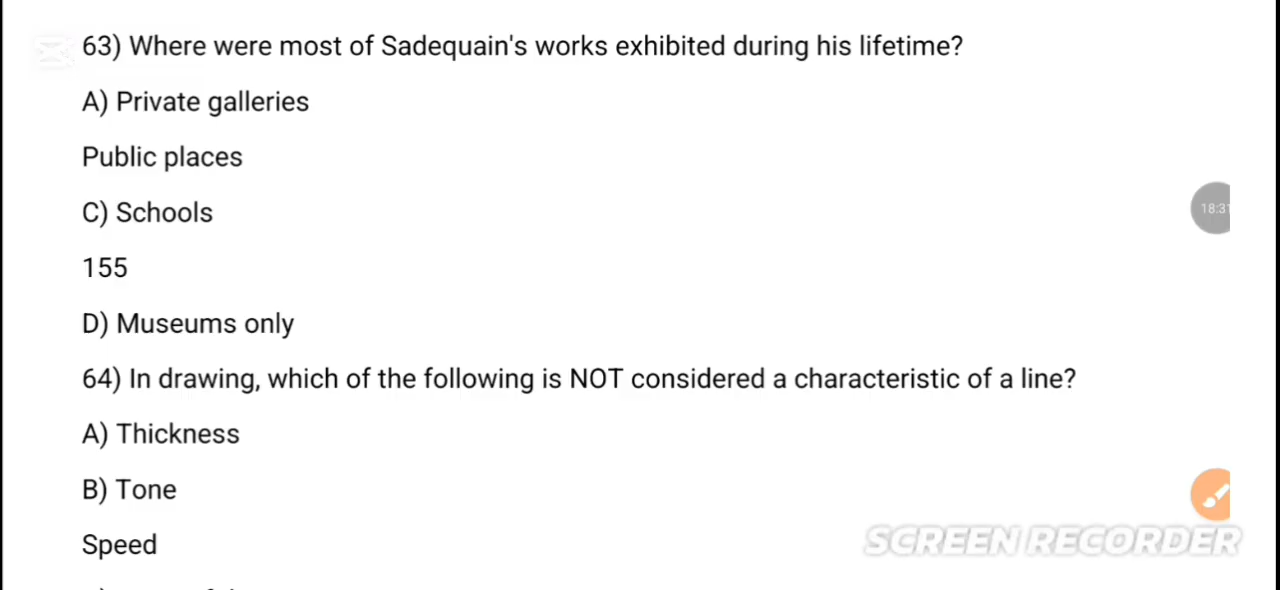 63) Where were most of Sadequain's works exhibited during his lifetime?
A) Private galleries
Public places
C) Schools
18:31
155
D) Museums only
64) In drawing, which of the following is NOT considered a characteristic of a line?
A) Thickness
B) Tone
Speed
SCREEN RECORDER